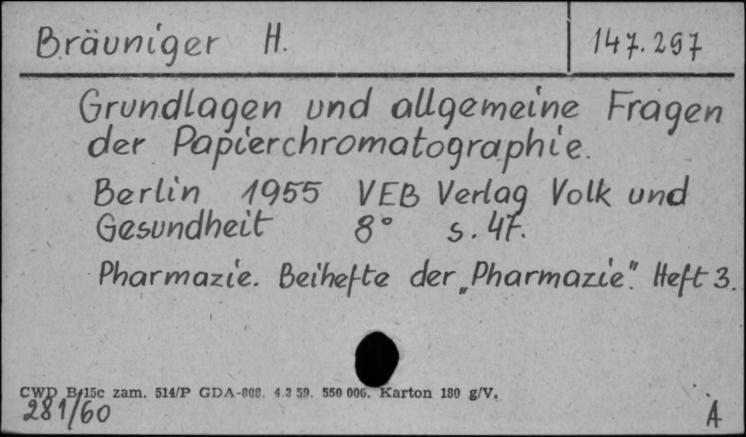 Bräuniger H. 147.297
Grundlagen und allgemeine Fragen
der Papierchromatographie.
Berlin 1955 VEB Verlag Volk und
Gesundheit 8° s. 47.
Pharmazie. Beihefte der „Pharmazie". Heft 3.
CWD B/15c zam. 514/P GDA-808. 4.3 59. 550 000. Karton 180 g/V.
281/60 A